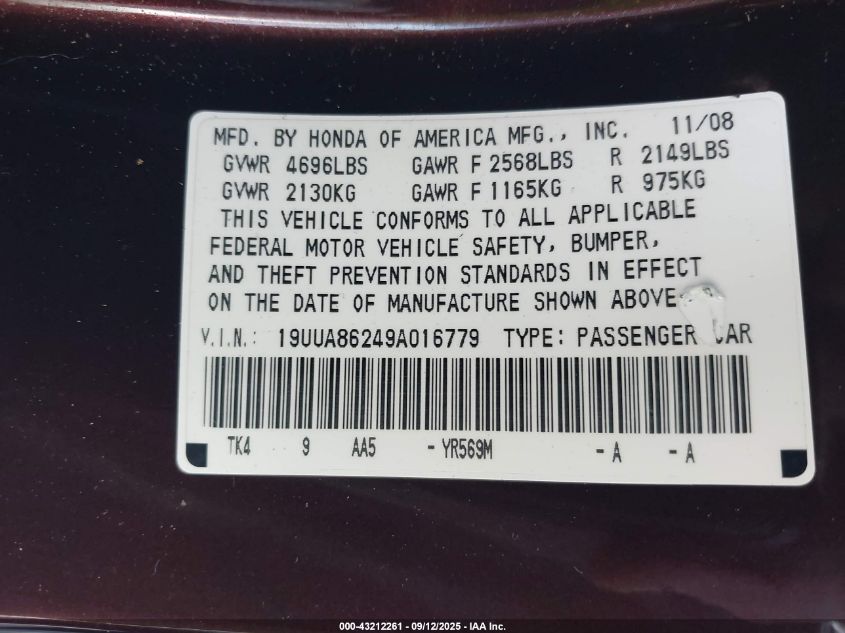 MFD. BY HONDA OF AMERICA MFG., INC. 11/08
GVWR 4696LBS GAWR F 2568LBS R 2149LBS
GVWR 2130KG GAWR F 1165KG R 975KG
THIS VEHICLE CONFORMS TO ALL APPLICABLE
FEDERAL MOTOR VEHICLE SAFETY, BUMPER,
AND THEFT PREVENTION STANDARDS IN EFFECT
ON THE DATE OF MANUFACTURE SHOWN ABOVE
V.I.N.: 19UUA86249A016779 TYPE: PASSENGER CAR
TK4 9 AA5 -YR569M -A -A
000-43212261 - 09/12/2025 - IAA Inc.